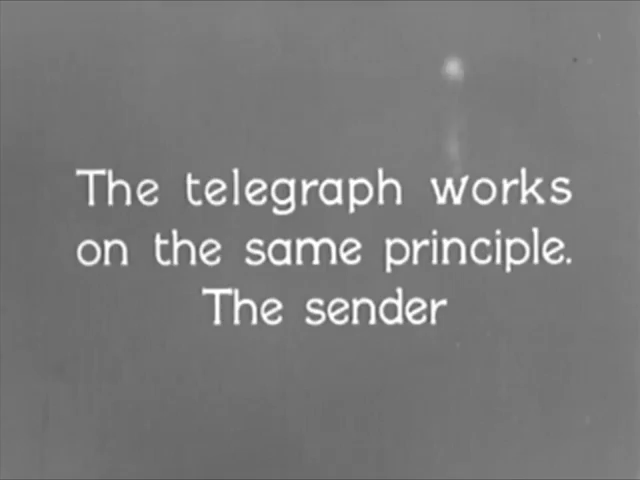 The telegraph works
on the same principle.
The sender